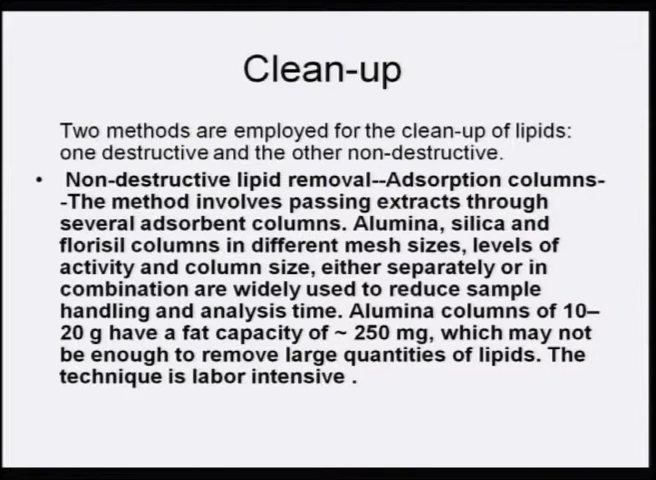 Clean-up
Two methods are employed for the clean-up of lipids:
one destructive and the other non-destructive.
• Non-destructive lipid removal--Adsorption columns-
-The method involves passing extracts through
several adsorbent columns. Alumina, silica and
florisil columns in different mesh sizes, levels of
activity and column size, either separately or in
combination are widely used to reduce sample
handling and analysis time. Alumina columns of 10–
20 g have a fat capacity of ~ 250 mg, which may not
be enough to remove large quantities of lipids. The
technique is labor intensive .